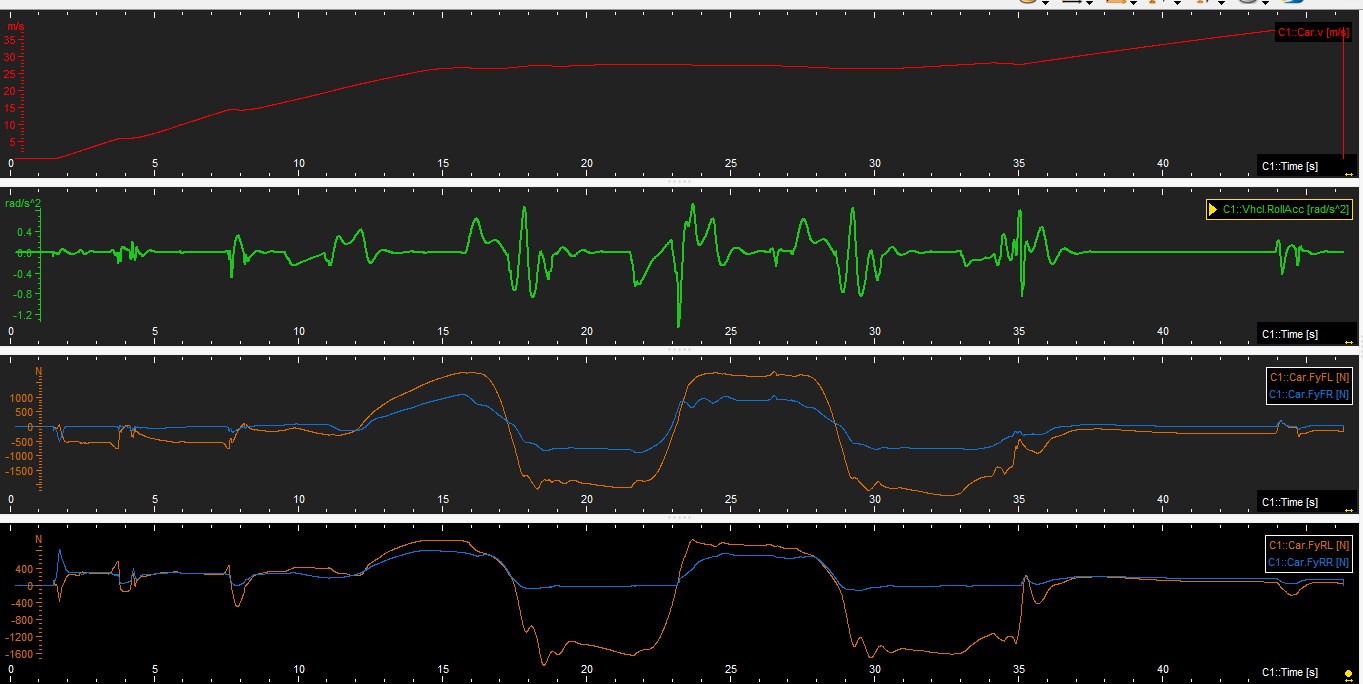 m/s
C1::Car.v [m/s]
35
30
25
20
15
10
5
0 5 10 15 20 25 30 35 40
C1::Time [s]
rad/s^2
C1::Vhcl.RollAcc [rad/s^2]
0.4
0.0
-0.4
-0.8
-1.2
0 5 10 15 20 25 30 35 40
C1::Time [s]
N
C1::Car.FyFL [N]
C1::Car.FyFR [N]
1000
500
0
-500
-1000
-1500
0 5 10 15 20 25 30 35 40
C1::Time [s]
N
C1::Car.FyRL [N]
C1::Car.FyRR [N]
400
0
-400
-800
-1200
-1600
0 5 10 15 20 25 30 35 40
C1::Time [s]